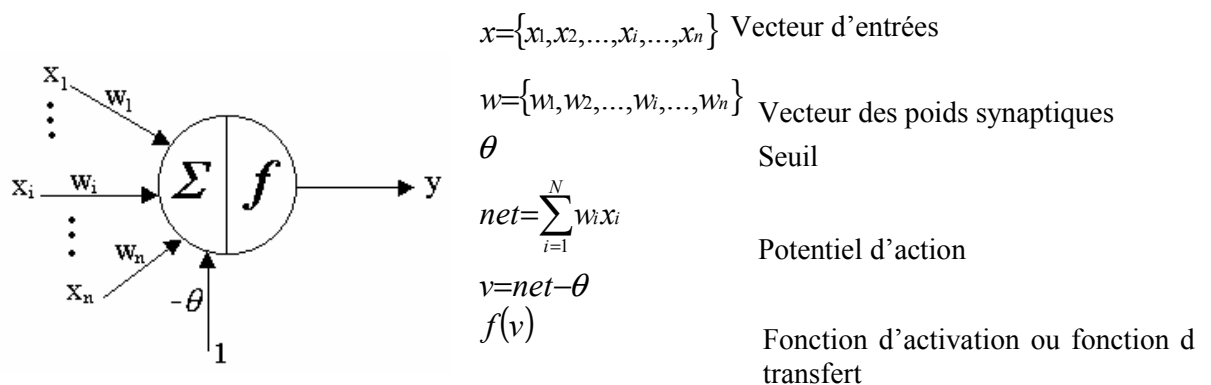 x={x1,x2,...,xi,...,xn} Vecteur d’entrées
w={w1,w2,...,wi,...,wn} Vecteur des poids synaptiques
θ Seuil
net=∑_{i=1}^{N} wixi Potentiel d’action
v=net−θ
f(v) Fonction d’activation ou fonction d
transfert
x1
w1
Σ f
xi
wi
y
wn
xn
-θ
1